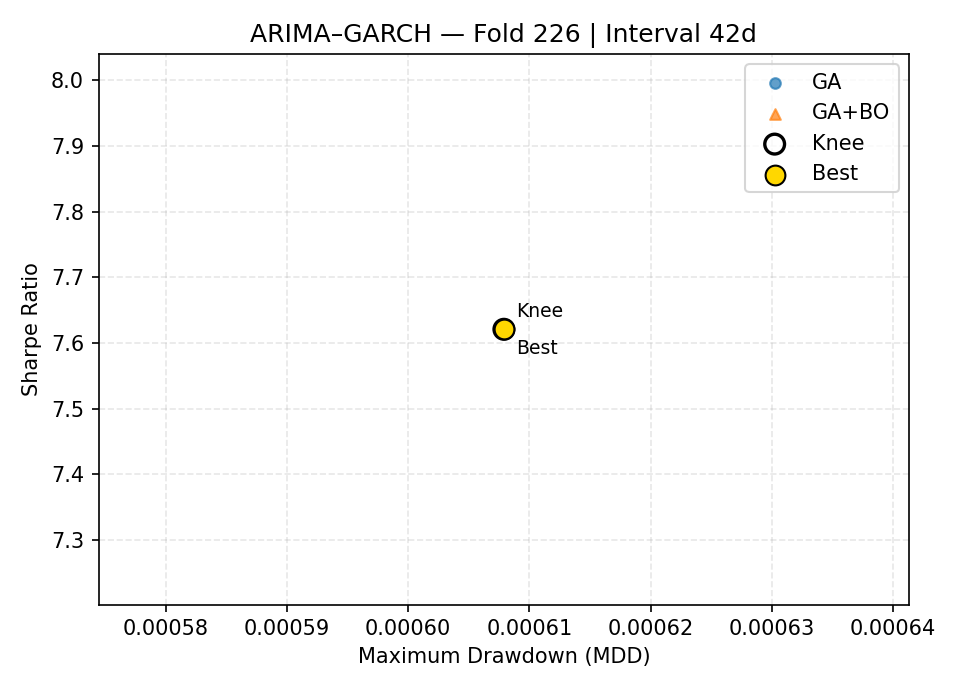 ARIMA–GARCH — Fold 226 | Interval 42d
GA
GA+BO
Knee
Best
8.0
7.9
7.8
7.7
7.6
7.5
7.4
7.3
Sharpe Ratio
Knee
Best
0.00058 0.00059 0.00060 0.00061 0.00062 0.00063 0.00064
Maximum Drawdown (MDD)